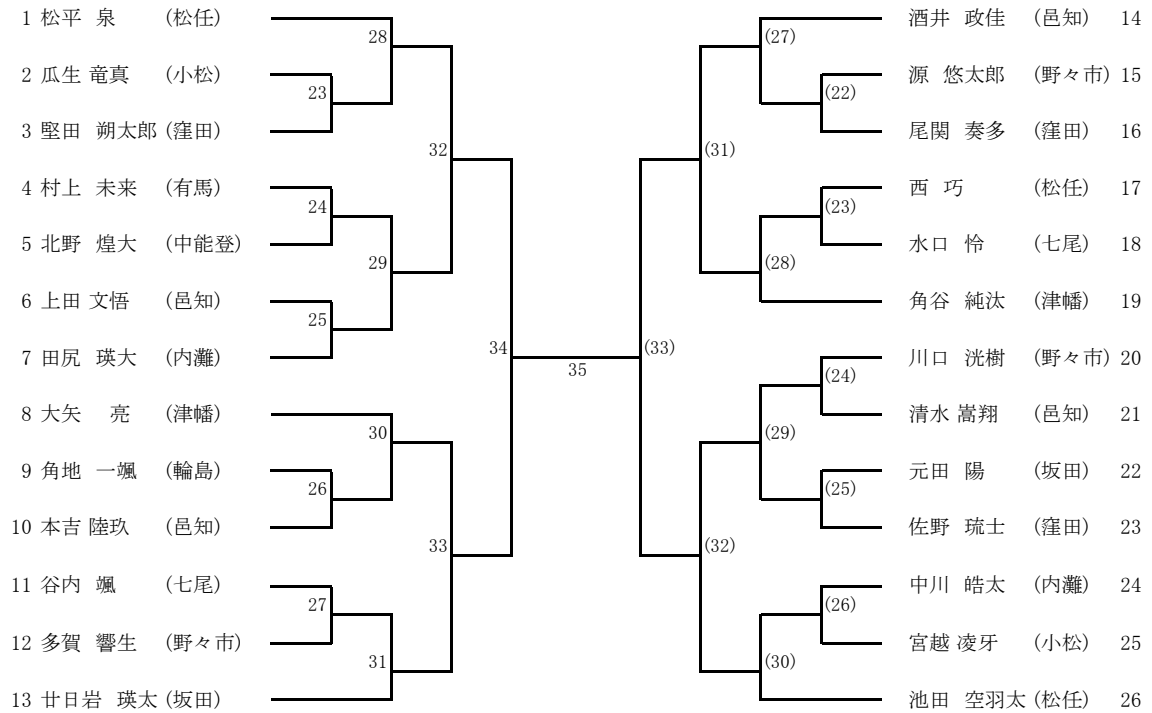 1 松平 泉 (松任)
28
2 瓜生 竜真 (小松)
23
3 堅田 朔太郎 (窪田)
32
4 村上 未来 (有馬)
24
5 北野 煌大 (中能登)
29
6 上田 文悟 (邑知)
25
7 田尻 瑛大 (内灘)
34
8 大矢 亮 (津幡)
30
9 角地 一颯 (輪島)
26
10 本吉 陸玖 (邑知)
33
11 谷内 颯 (七尾)
27
12 多賀 響生 (野々市)
31
13 廿日岩 瑛太 (坂田)
35
酒井 政佳 (邑知) 14
(27)
源 悠太郎 (野々市) 15
(22)
尾関 奏多 (窪田) 16
(31)
西 巧 (松任) 17
(23)
水口 怜 (七尾) 18
(28)
角谷 純汰 (津幡) 19
(33)
川口 洸樹 (野々市) 20
(24)
清水 嵩翔 (邑知) 21
(29)
元田 陽 (坂田) 22
(25)
佐野 琉士 (窪田) 23
(32)
中川 皓太 (内灘) 24
(26)
宮越 凌牙 (小松) 25
(30)
池田 空羽太 (松任) 26